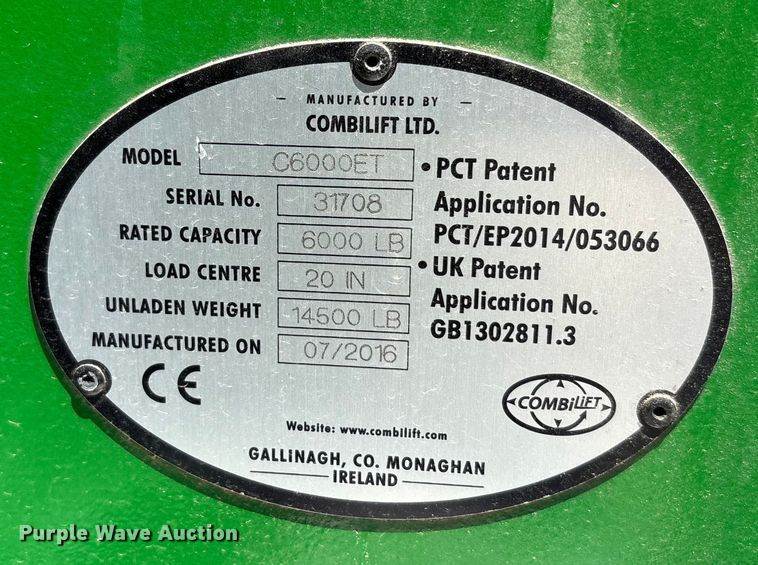 MANUFACTURED BY
COMBILIFT LTD.
MODEL C6000ET
SERIAL No. 31708
RATED CAPACITY 6000 LB
LOAD CENTRE 20 IN
UNLADEN WEIGHT 14500 LB
MANUFACTURED ON 07/2016
• PCT Patent
Application No.
PCT/EP2014/053066
• UK Patent
Application No.
GB1302811.3
CE
COMBiLiFT
Website: www.combilift.com
GALLINAGH, CO. MONAGHAN
IRELAND
Purple Wave Auction